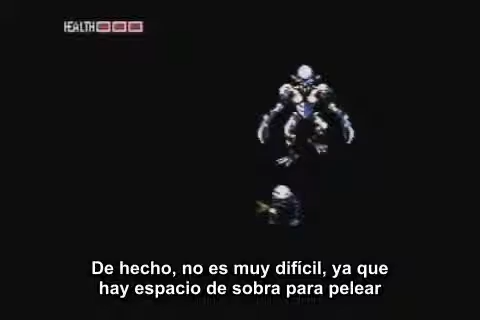 HEALTH
De hecho, no es muy difícil, ya que
hay espacio de sobra para pelear